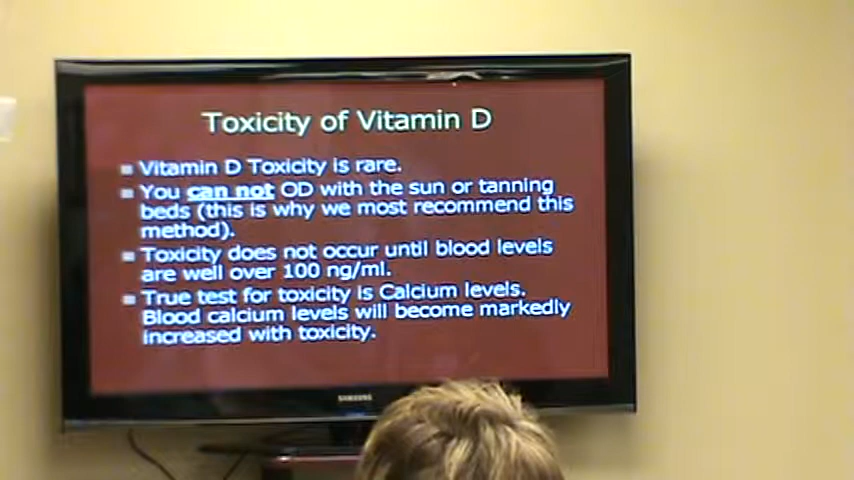 Toxicity of Vitamin D
Vitamin D Toxicity is rare.
You can not OD with the sun or tanning
beds (this is why we most recommend this
method).
Toxicity does not occur until blood levels
are well over 100 ng/ml.
True test for toxicity is Calcium levels.
Blood calcium levels will become markedly
increased with toxicity.
SAMSUNG